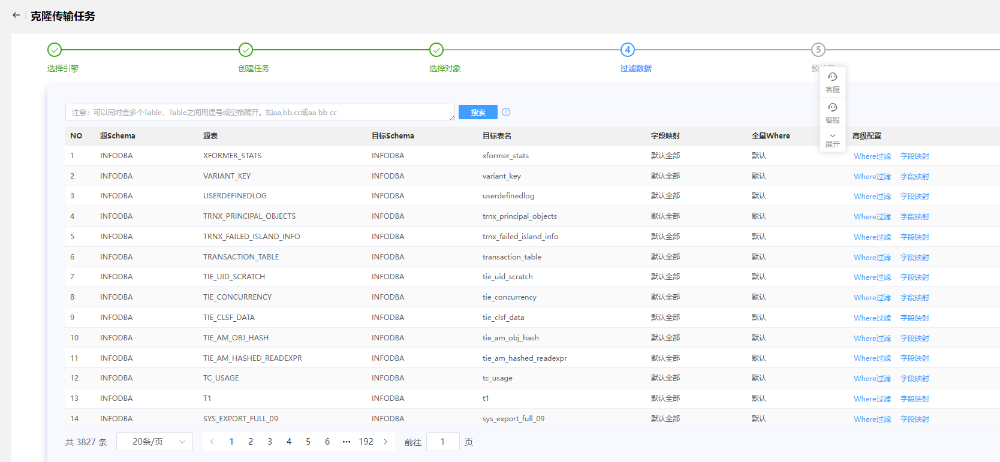 克隆传输任务
4
5
选择引擎
创建任务
选择对象
过滤数据
客服
客服
展开
注意：可以同时查多个Table，Table之间用逗号或空格隔开。如aa,bb,cc或aa bb cc
搜索
NO 源Schema 源表 目标Schema 目标表名 字段映射 全量Where 高级配置
1 INFODBA XFORMER_STATS INFODBA xformer_stats 默认全部 默认 Where过滤 字段映射
2 INFODBA VARIANT_KEY INFODBA variant_key 默认全部 默认 Where过滤 字段映射
3 INFODBA USERDEFINEDLOG INFODBA userdefinedlog 默认全部 默认 Where过滤 字段映射
4 INFODBA TRNX_PRINCIPAL_OBJECTS INFODBA trnx_principal_objects 默认全部 默认 Where过滤 字段映射
5 INFODBA TRNX_FAILED_ISLAND_INFO INFODBA trnx_failed_island_info 默认全部 默认 Where过滤 字段映射
6 INFODBA TRANSACTION_TABLE INFODBA transaction_table 默认全部 默认 Where过滤 字段映射
7 INFODBA TIE_UID_SCRATCH INFODBA tie_uid_scratch 默认全部 默认 Where过滤 字段映射
8 INFODBA TIE_CONCURRENCY INFODBA tie_concurrency 默认全部 默认 Where过滤 字段映射
9 INFODBA TIE_CLSF_DATA INFODBA tie_clsf_data 默认全部 默认 Where过滤 字段映射
10 INFODBA TIE_AM_OBJ_HASH INFODBA tie_am_obj_hash 默认全部 默认 Where过滤 字段映射
11 INFODBA TIE_AM_HASHED_READEXPR INFODBA tie_am_hashed_readexpr 默认全部 默认 Where过滤 字段映射
12 INFODBA TC_USAGE INFODBA tc_usage 默认全部 默认 Where过滤 字段映射
13 INFODBA T1 INFODBA t1 默认全部 默认 Where过滤 字段映射
14 INFODBA SYS_EXPORT_FULL_09 INFODBA sys_export_full_09 默认全部 默认 Where过滤 字段映射
共 3827 条 20条/页 < 1 2 3 4 5 6 ••• 192 > 前往 1 页